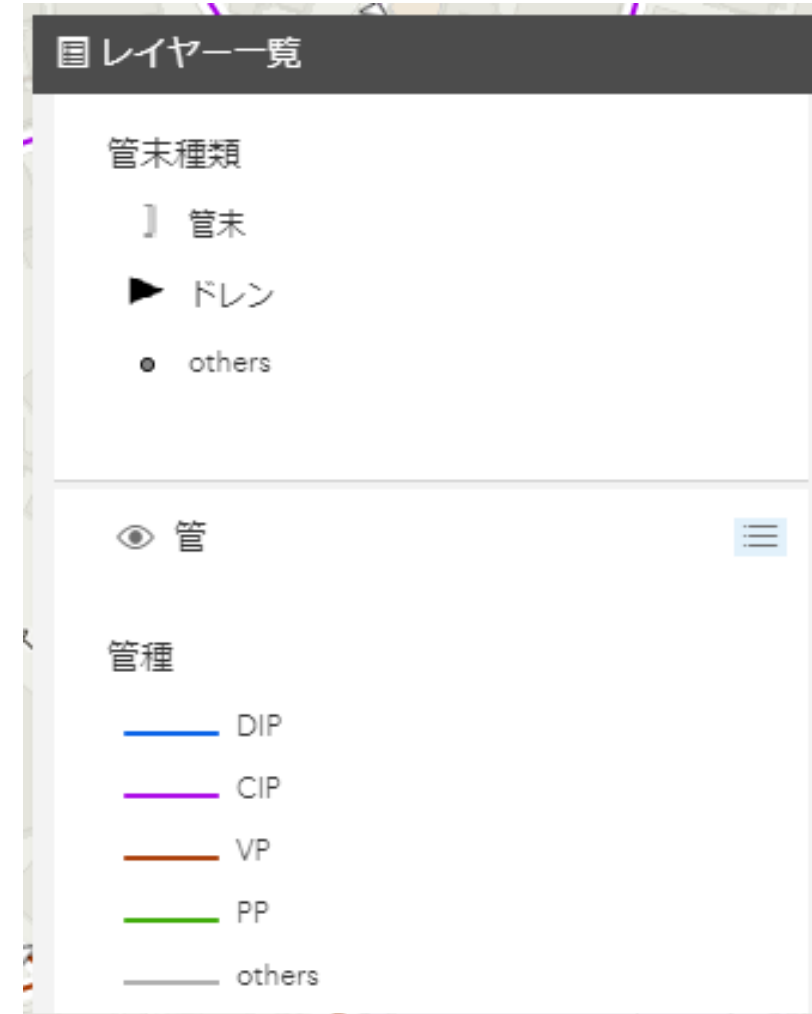 レイヤー一覧
管末種類
管末
ドレン
others
管
管種
DIP
CIP
VP
PP
others